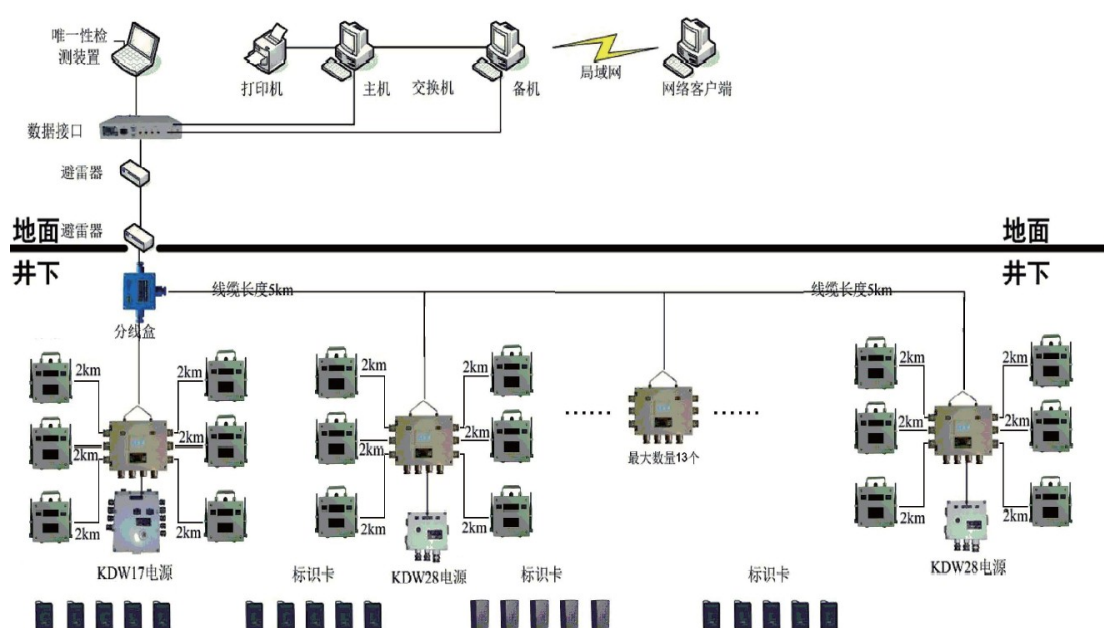 唯一性检
测装置
打印机
主机
交换机
备机
局域网
网络客户端
数据接口
避雷器
地面
避雷器
地面
井下
线缆长度5km
线缆长度5km
井下
分线盒
2km
2km
2km
2km
2km
2km
2km
2km
2km
2km
2km
2km
······
······
最大数量13个
2km
2km
2km
2km
2km
2km
KDW17电源
标识卡
KDW28电源
标识卡
标识卡
KDW28电源